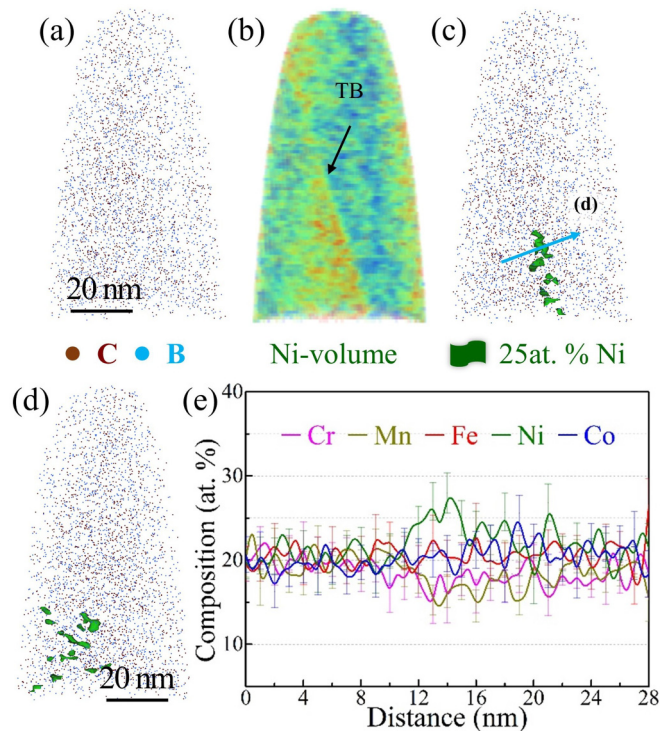 (a)
(b)
(c)
TB
(d)
20 nm
C
B
Ni-volume
25at. % Ni
(d)
20 nm
(e)
40
30
20
10
Composition (at. %)
Cr
Mn
Fe
Ni
Co
0 4 8 12 16 20 24 28
Distance (nm)